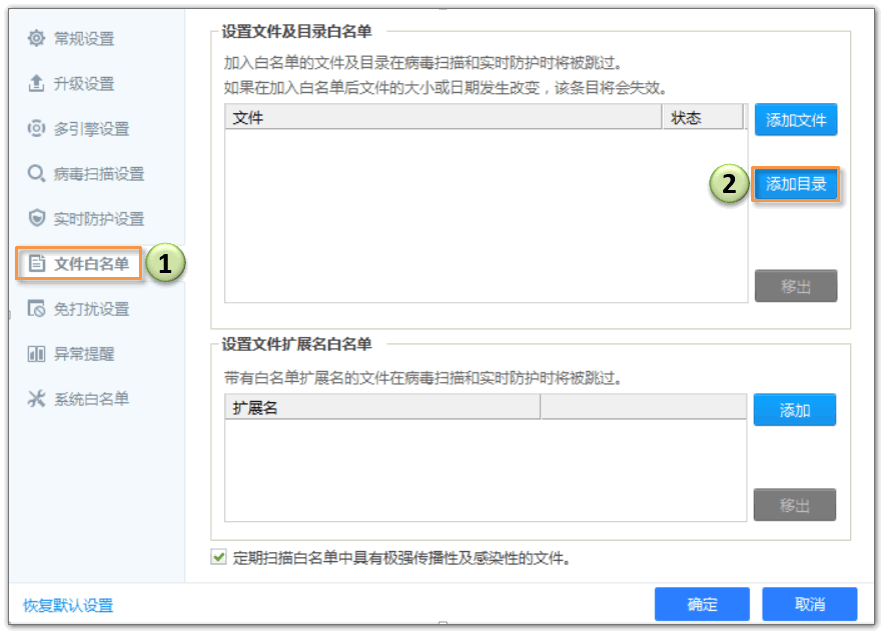 常规设置
升级设置
多引擎设置
病毒扫描设置
实时防护设置
文件白名单
1
免打扰设置
异常提醒
系统白名单
恢复默认设置
设置文件及目录白名单
加入白名单的文件及目录在病毒扫描和实时防护时将被跳过。
如果在加入白名单后文件的大小或日期发生改变，该条目将会失效。
文件 状态
添加文件
2
添加目录
移出
设置文件扩展名白名单
带有白名单扩展名的文件在病毒扫描和实时防护时将被跳过。
扩展名
添加
移出
定期扫描白名单中具有极强传播性及感染性的文件。
确定 取消